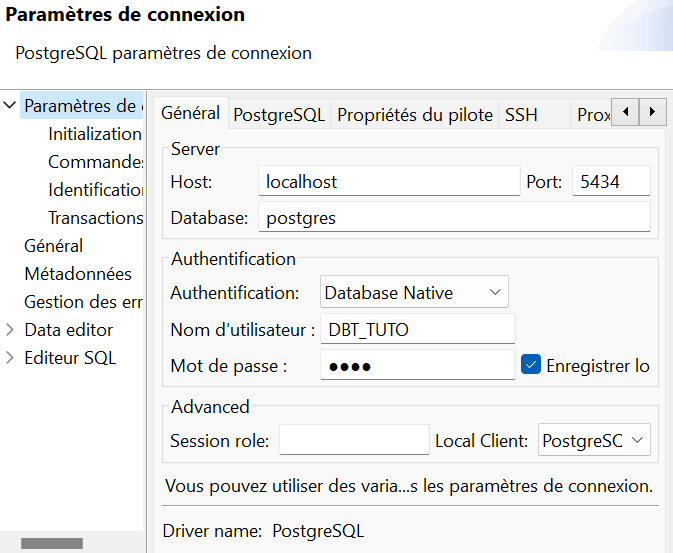 Paramètres de connexion
PostgreSQL paramètres de connexion
Paramètres de
Initialization
Commandes
Identification
Transactions
Général
Métadonnées
Gestion des err
Data editor
Editeur SQL
Général PostgreSQL Propriétés du pilote SSH Prox
Server
Host: localhost Port: 5434
Database: postgres
Authentification
Authentification: Database Native
Nom d'utilisateur : DBT_TUTO
Mot de passe : ●●●● Enregistrer lo
Advanced
Session role: Local Client: PostgreSQ
Vous pouvez utiliser des varia...s les paramètres de connexion.
Driver name: PostgreSQL